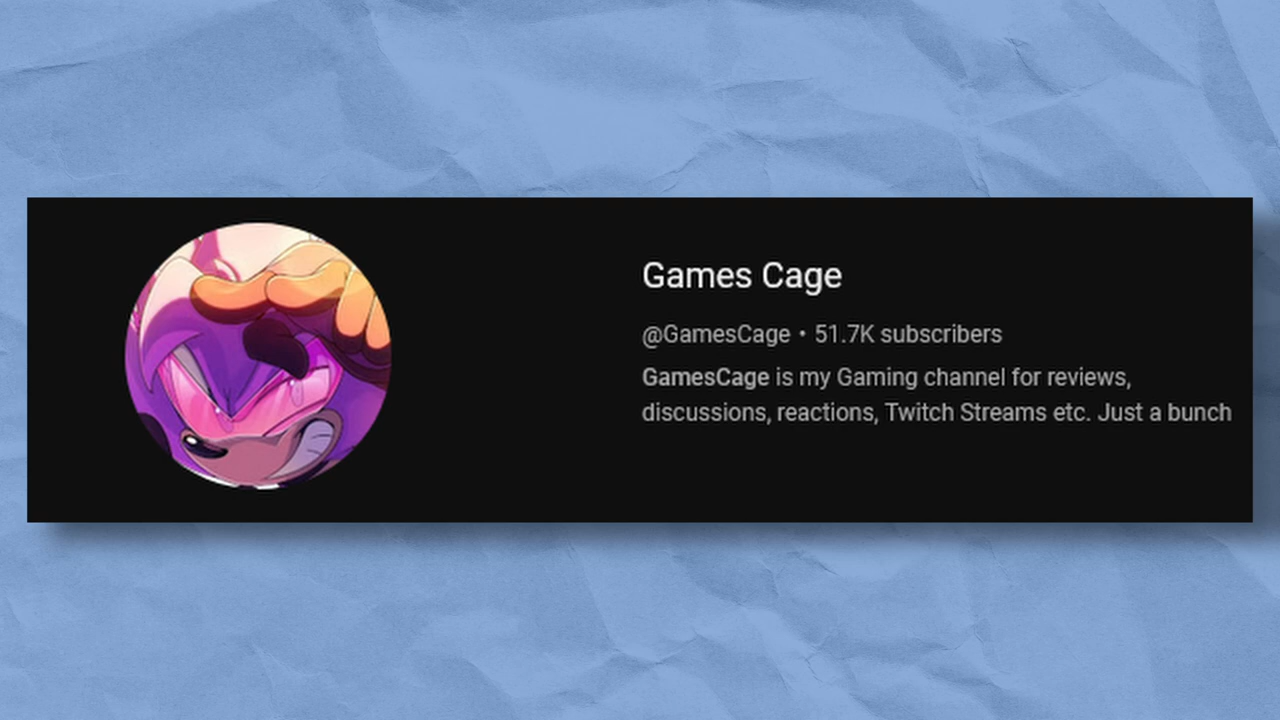 Games Cage
@GamesCage • 51.7K subscribers
GamesCage is my Gaming channel for reviews,
discussions, reactions, Twitch Streams etc. Just a bunch